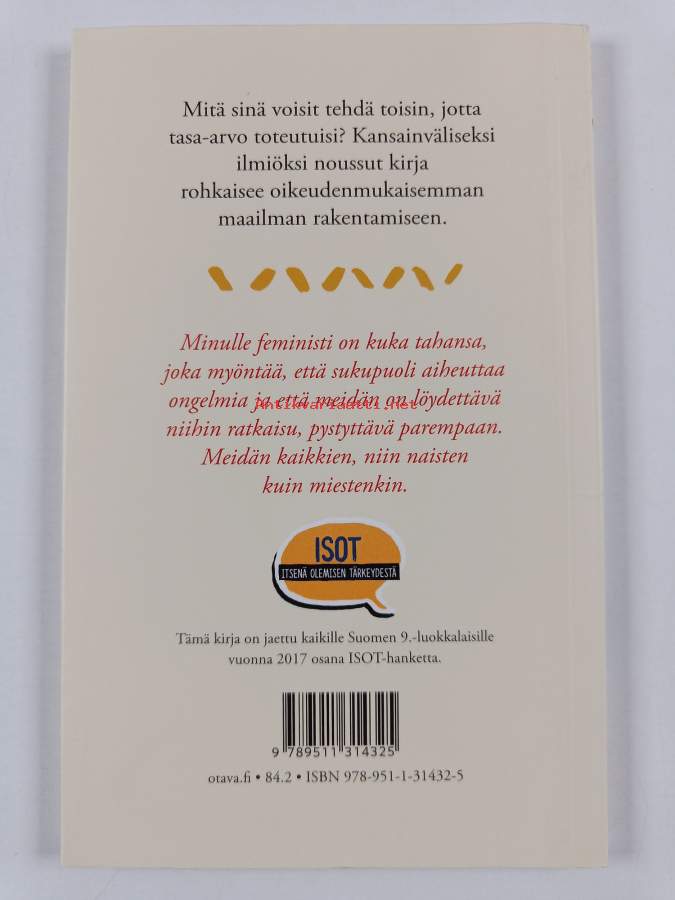 Mitä sinä voisit tehdä toisin, jotta
tasa-arvo toteutuisi? Kansainväliseksi
ilmiöksi noussut kirja
rohkaisee oikeudenmukaisemman
maailman rakentamiseen.
Minulle feministi on kuka tahansa,
joka myöntää, että sukupuoli aiheuttaa
ongelmia ja että meidän on löydettävä
Antikvariaatti.net
niihin ratkaisu, pystyttävä parempaan.
Meidän kaikkien, niin naisten
kuin miestenkin.
ISOT
ITSENÄ OLEMISEN TÄRKEYDESTÄ
Tämä kirja on jaettu kaikille Suomen 9.-luokkalaisille
vuonna 2017 osana ISOT-hanketta.
9 789511 314325
otava.fi • 84.2 • ISBN 978-951-1-31432-5